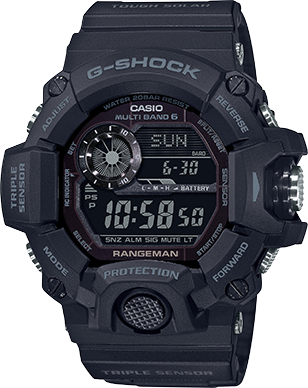 TOUGH SOLAR
G-SHOCK
WATER 20BAR RESIST
CASIO
MULTI BAND 6
ADJUST
REVERSE
SPLIT/RESET
SUN
BARO
6-30
TRIPLE
SENSOR
SENSOR
RC INDICATOR
C - M - H
BATTERY
PS
P
10:58 50
SNZ ALM SIG MUTE LT
SELECT
START/STOP
RANGEMAN
MODE
FORWARD
PROTECTION
TRIPLE SENSOR